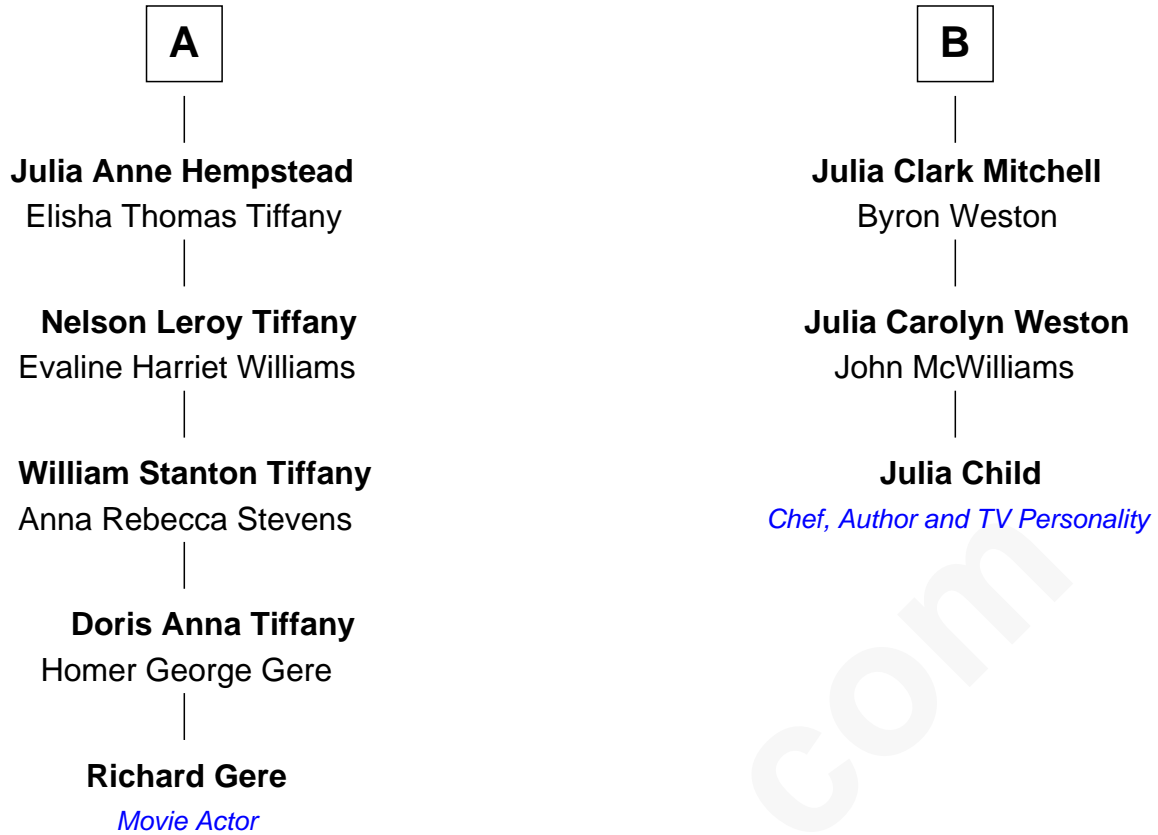 A
Julia Anne Hempstead
Elisha Thomas Tiffany
Nelson Leroy Tiffany
Evaline Harriet Williams
William Stanton Tiffany
Anna Rebecca Stevens
Doris Anna Tiffany
Homer George Gere
Richard Gere
Movie Actor
B
Julia Clark Mitchell
Byron Weston
Julia Carolyn Weston
John McWilliams
Julia Child
Chef, Author and TV Personality
com